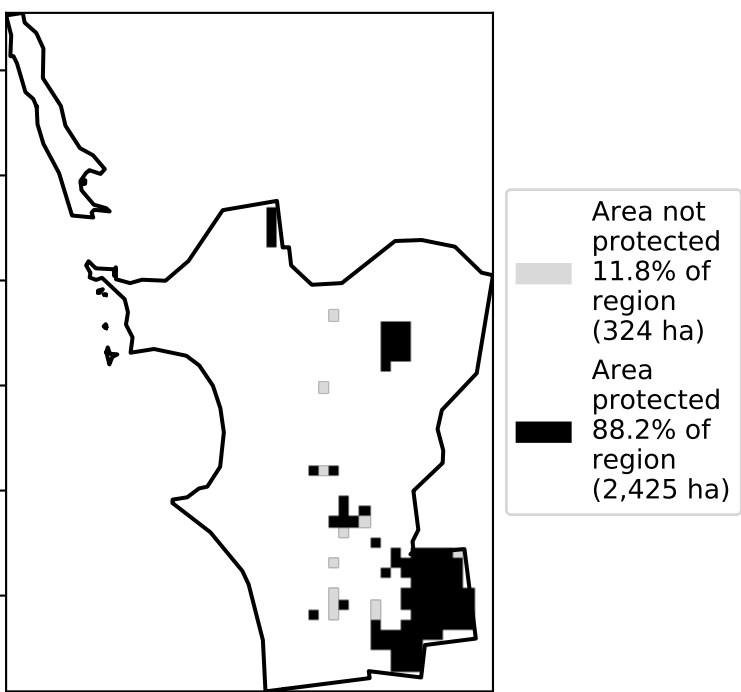 Area not
protected
11.8% of
region
(324 ha)
Area
protected
88.2% of
region
(2,425 ha)